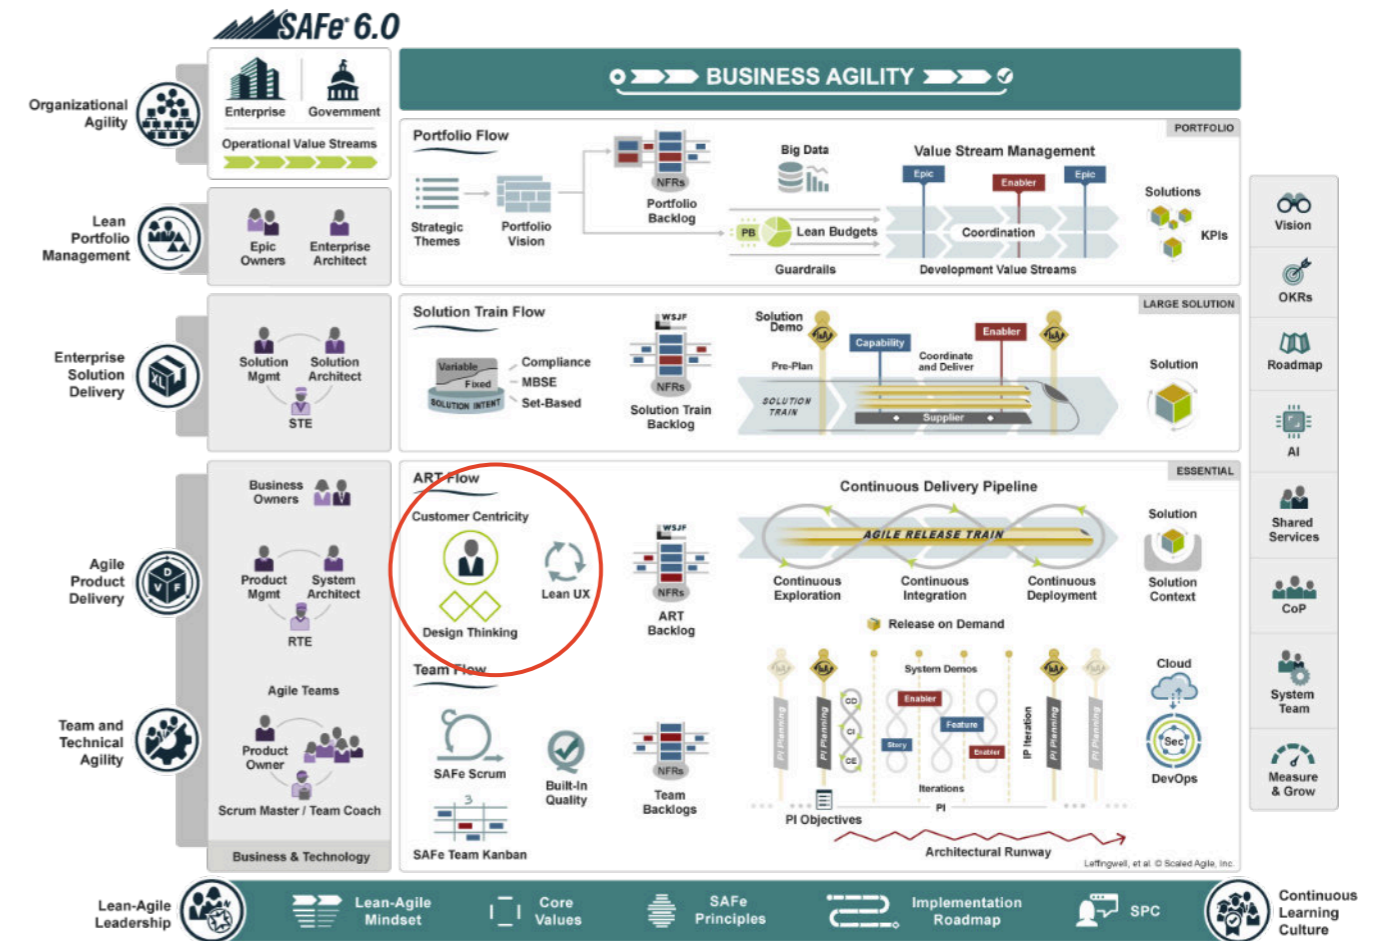 SAFe® 6.0
Organizational
Agility
Enterprise
Government
Operational Value Streams
BUSINESS AGILITY
PORTFOLIO
Portfolio Flow
Strategic
Themes
Portfolio
Vision
NFRs
Portfolio
Backlog
Big Data
PB
Lean Budgets
Guardrails
Value Stream Management
Epic
Enabler
Epic
Coordination
Development Value Streams
Solutions
KPIs
Lean
Portfolio
Management
Epic
Owners
Enterprise
Architect
LARGE SOLUTION
Enterprise
Solution
Delivery
XL
Solution
Mgmt
Solution
Architect
STE
Solution Train Flow
Variable
Fixed
SOLUTION INTENT
Compliance
MBSE
Set-Based
WSJF
NFRs
Solution Train
Backlog
Solution
Demo
I&A
Pre-Plan
Capability
Coordinate
and Deliver
Enabler
I&A
SOLUTION
TRAIN
Supplier
Solution
ESSENTIAL
Agile
Product
Delivery
D
V
F
Business
Owners
Product
Mgmt
System
Architect
RTE
ART Flow
Customer Centricity
Lean UX
Design Thinking
WSJF
NFRs
ART
Backlog
Continuous Delivery Pipeline
AGILE RELEASE TRAIN
Continuous
Exploration
Continuous
Integration
Continuous
Deployment
Release on Demand
Solution
Solution
Context
Team and
Technical
Agility
Agile Teams
Product
Owner
Scrum Master / Team Coach
Business & Technology
Team Flow
SAFe Scrum
3
SAFe Team Kanban
Built-In
Quality
NFRs
Team
Backlogs
I&A
I&A
I&A
I&A
PI Planning
PI Planning
CD
CI
CE
System Demos
Enabler
Feature
Story
Enabler
Iterations
IP Iteration
PI Planning
PI Planning
PI Objectives
PI
Architectural Runway
Cloud
Sec
DevOps
Leffingwell, et al. © Scaled Agile, Inc.
Vision
OKRs
Roadmap
AI
Shared
Services
CoP
System
Team
Measure
& Grow
Lean-Agile
Leadership
Lean-Agile
Mindset
Core
Values
SAFe
Principles
Implementation
Roadmap
SPC
Continuous
Learning
Culture